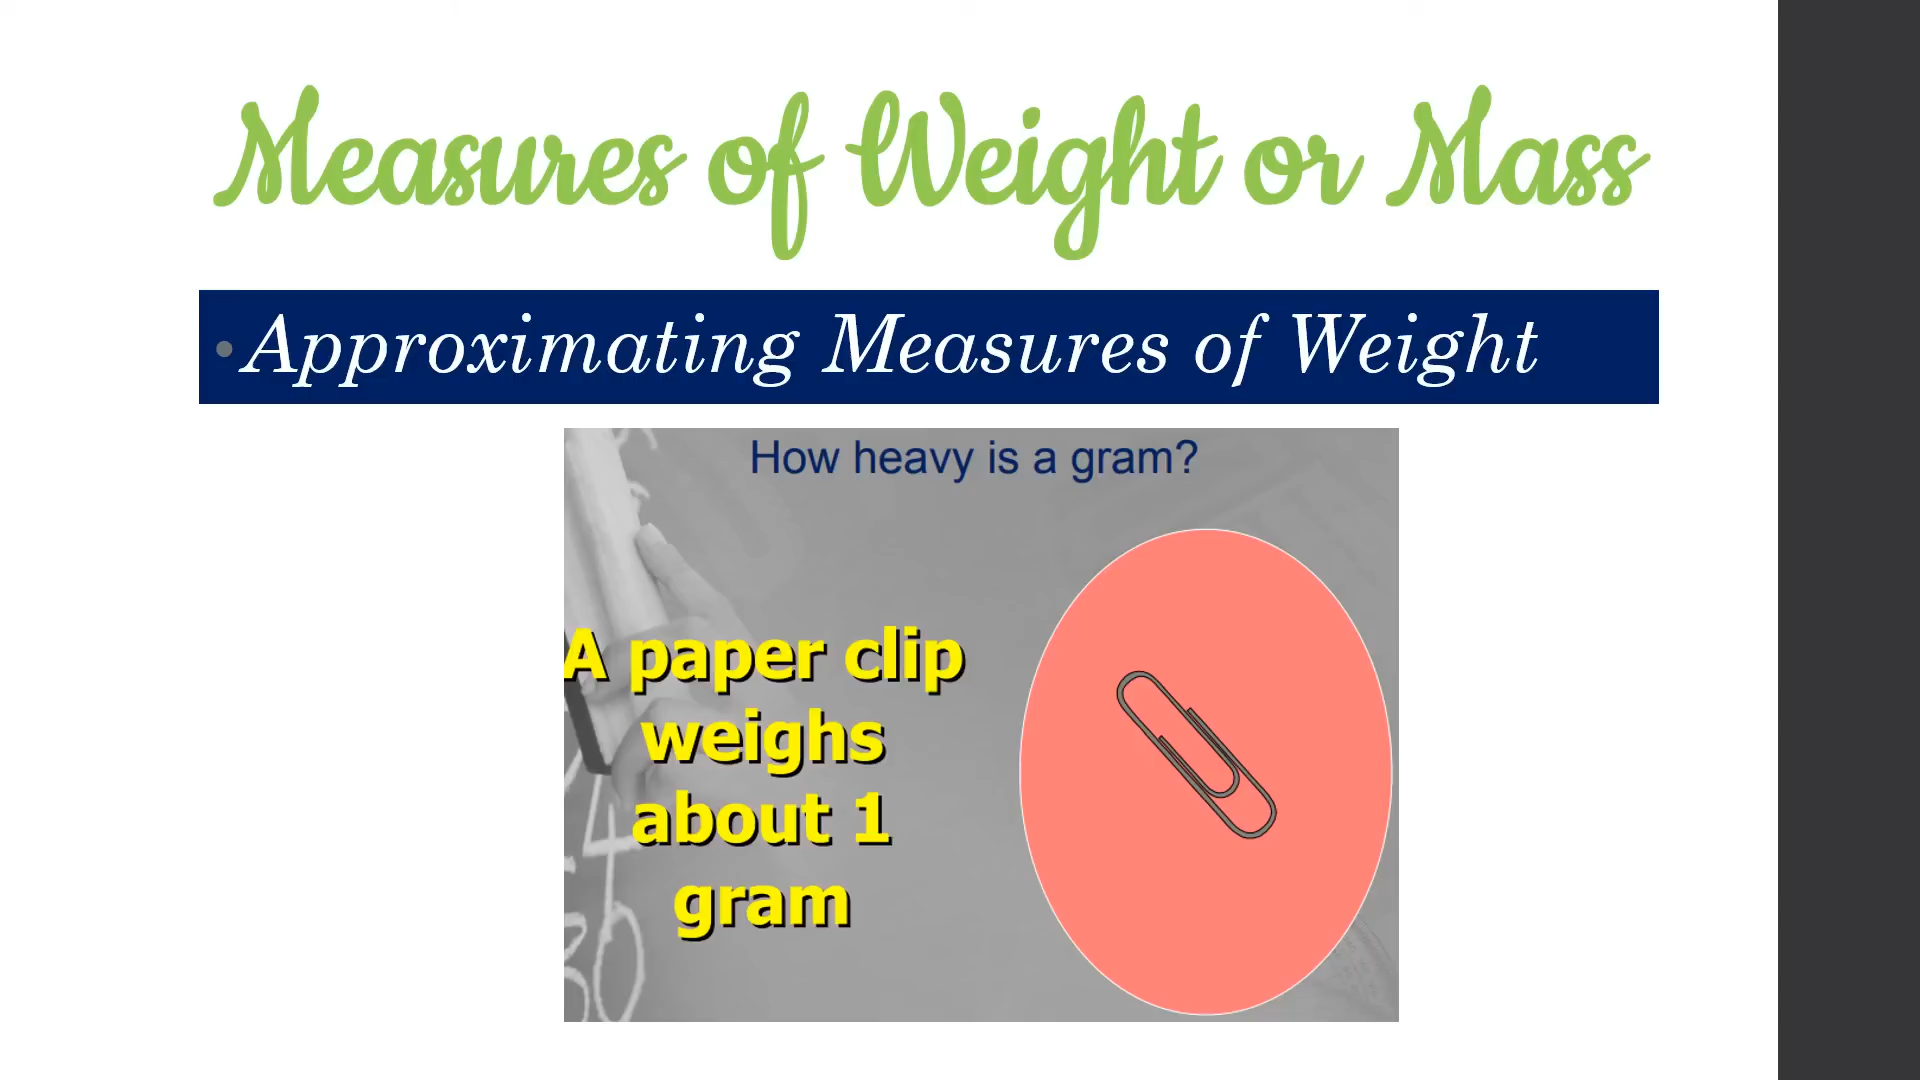 Measures of Weight or Mass
• Approximating Measures of Weight
How heavy is a gram?
A paper clip
weighs
about 1
gram